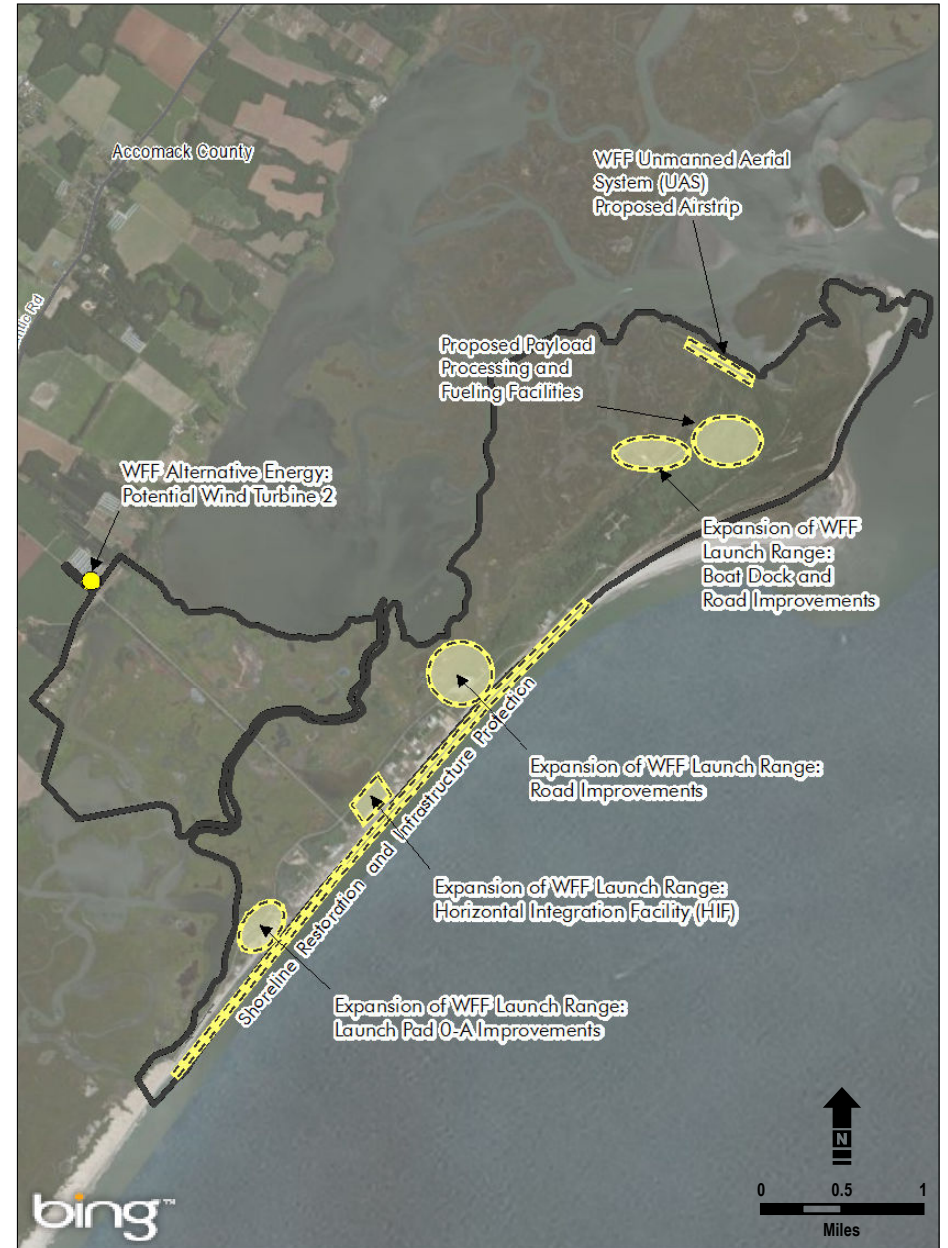 Accomack County
WFF Unmanned Aerial
System (UAS)
Proposed Airstrip
Rd
Proposed Payload
Processing and
Fueling Facilities
WFF Alternative Energy:
Potential Wind Turbine 2
Expansion of WFF
Launch Range:
Boat Dock and
Road Improvements
Shoreline Restoration and Infrastructure Protection
Expansion of WFF Launch Range:
Road Improvements
Expansion of WFF Launch Range:
Horizontal Integration Facility (HIF)
Expansion of WFF Launch Range:
Launch Pad 0-A Improvements
N
0 0.5 1
Miles
bing™